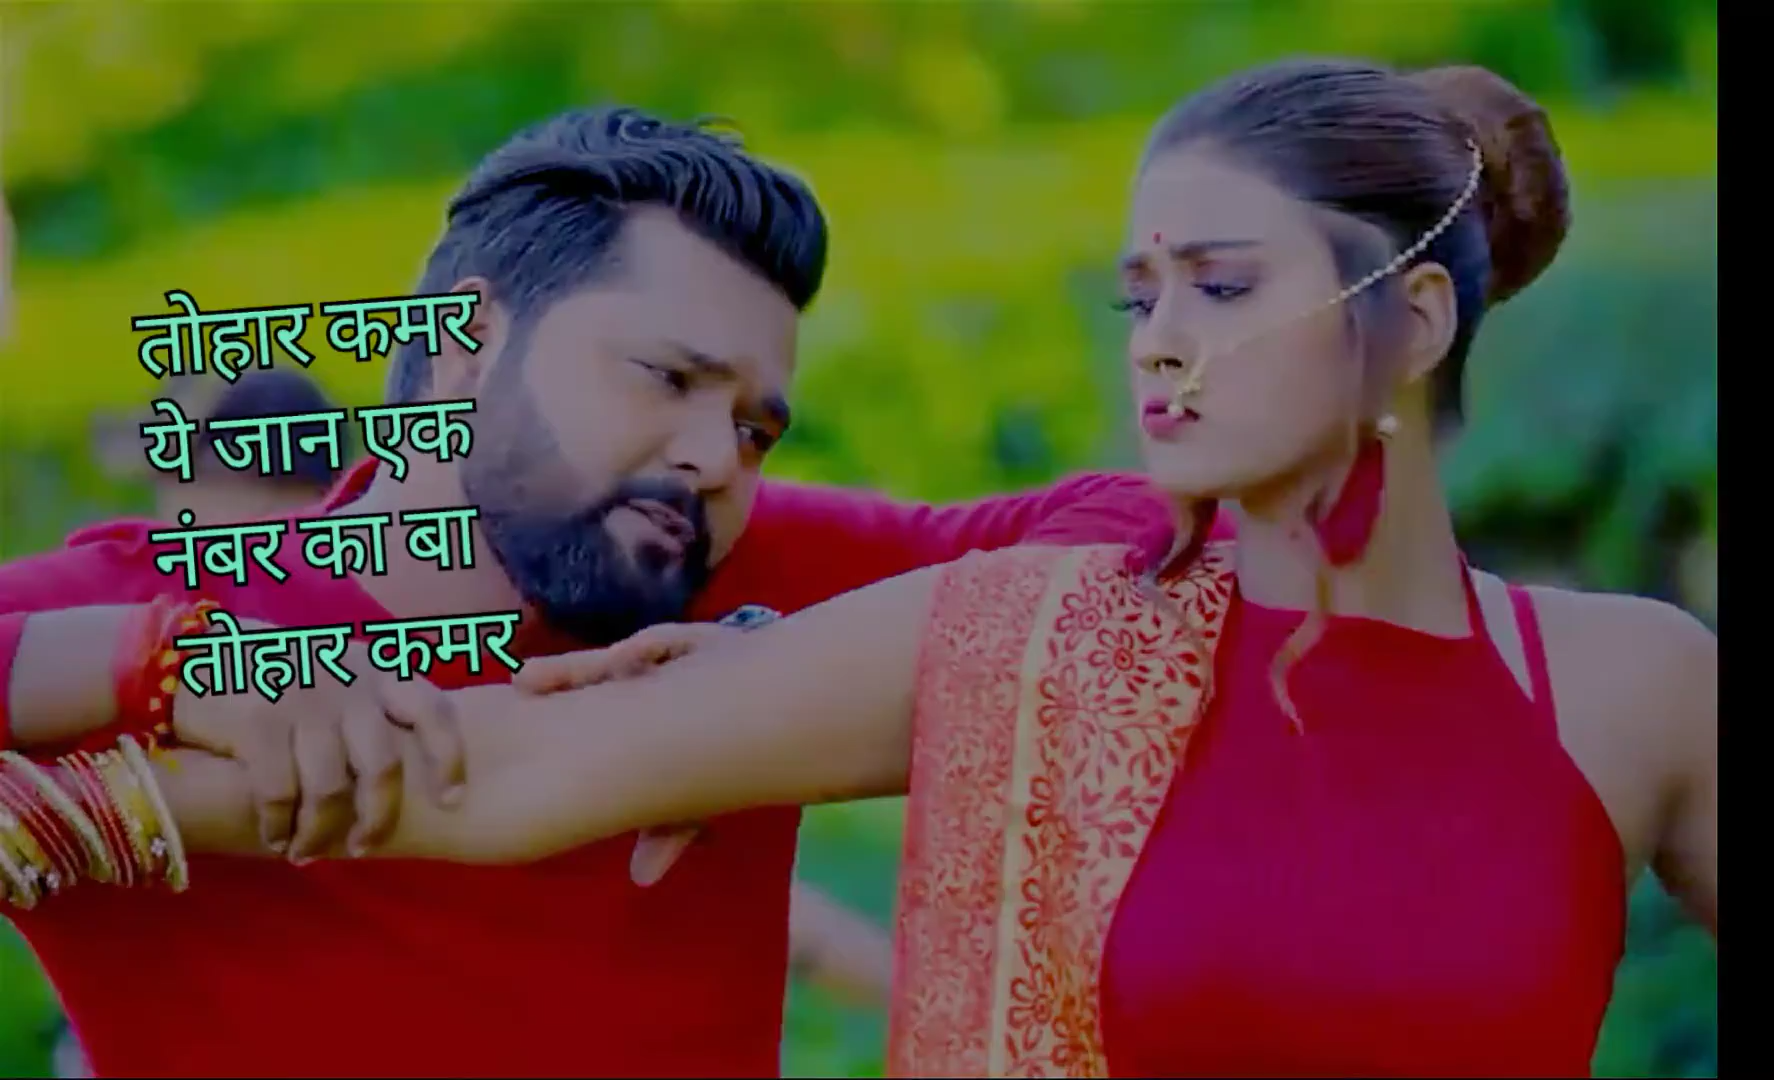 तोहार कमर
ये जान एक
नंबर का बा
तोहार कमर